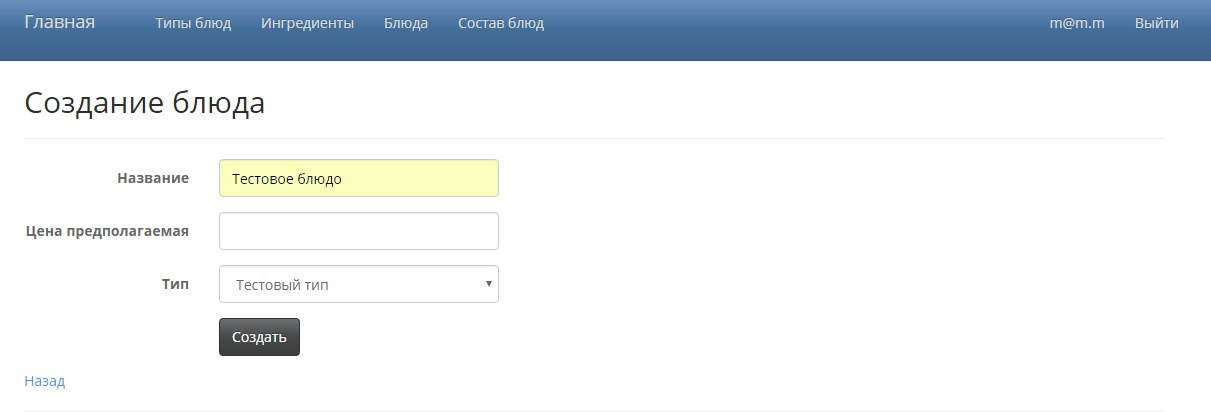 Главная Типы блюд Ингредиенты Блюда Состав блюд m@m.m Выйти
Создание блюда
Название Тестовое блюдо
Цена предполагаемая
Тип Тестовый тип
Создать
Назад